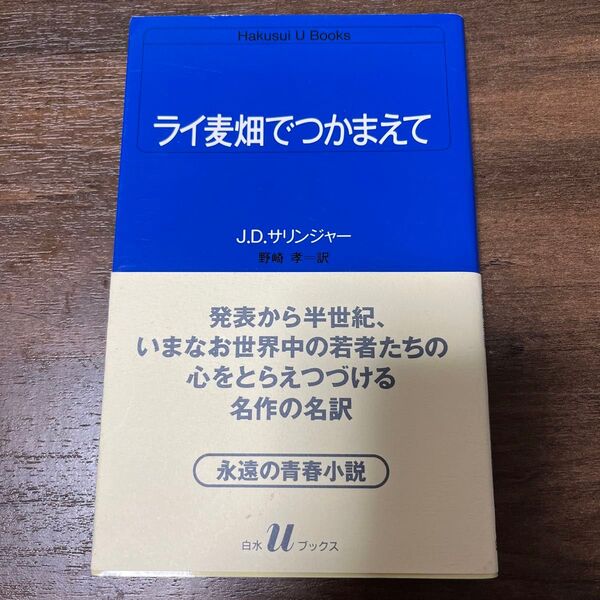 Hakusui U Books
ライ麦畑でつかまえて
J.D.サリンジャー
野崎 孝=訳
発表から半世紀、
いまなお世界中の若者たちの
心をとらえつづける
名作の名訳
永遠の青春小説
白水 u ブックス